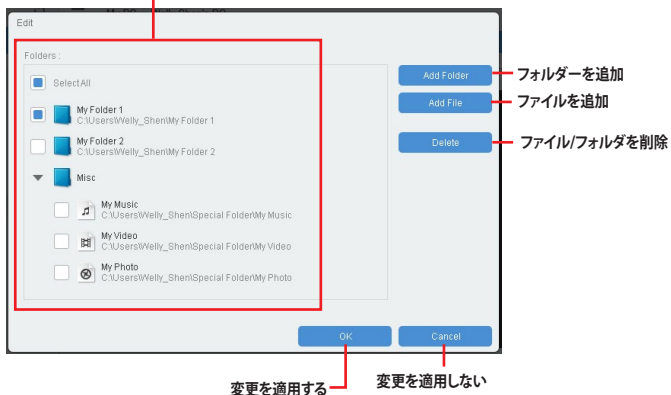 Edit
Folders :
SelectAll
My Folder 1
C:\Users\Welly_Shen\My Folder 1
My Folder 2
C:\Users\Welly_Shen\My Folder 2
Misc
My Music
C:\Users\Welly_Shen\Special Folder\My Music
My Video
C:\Users\Welly_Shen\Special Folder\My Video
My Photo
C:\Users\Welly_Shen\Special Folder\My Photo
Add Folder
フォルダーを追加
Add File
ファイルを追加
Delete
ファイル/フォルダを削除
OK
Cancel
変更を適用する
変更を適用しない